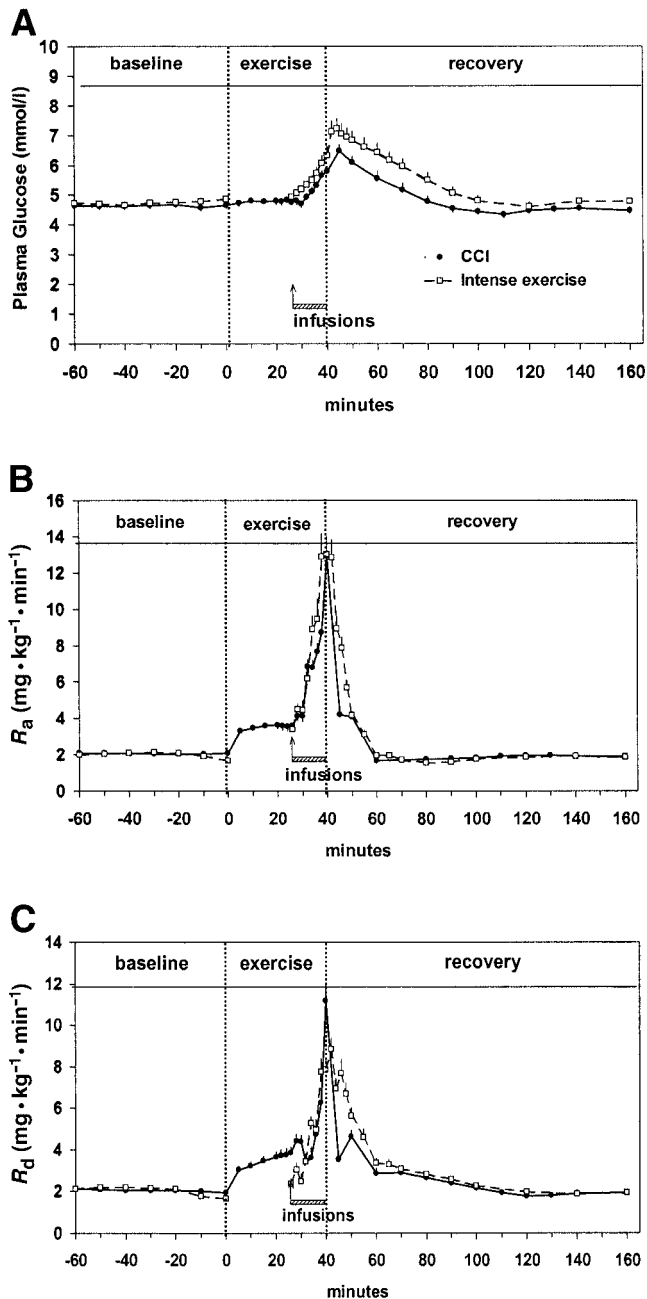 A
baseline exercise recovery
Plasma Glucose (mmol/l)
10
9
8
7
6
5
4
3
2
1
0
CCI
Intense exercise
infusions
-60 -40 -20 0 20 40 60 80 100 120 140 160
minutes
B
baseline exercise recovery
Ra (mg•kg⁻¹•min⁻¹)
16
14
12
10
8
6
4
2
0
infusions
-60 -40 -20 0 20 40 60 80 100 120 140 160
minutes
C
baseline exercise recovery
Rd (mg•kg⁻¹•min⁻¹)
14
12
10
8
6
4
2
0
infusions
-60 -40 -20 0 20 40 60 80 100 120 140 160
minutes